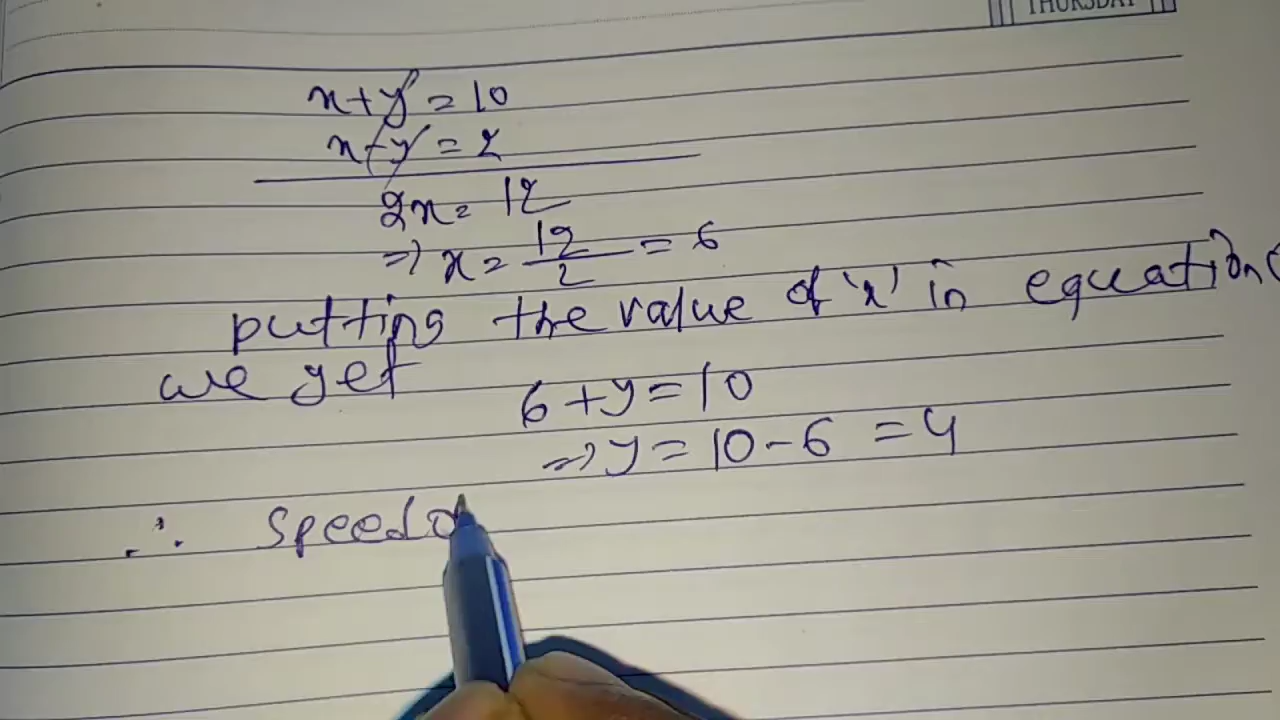 THURSDAY
x+y = 10
x-y = 2
2x = 12
⇒ x = 12/2 = 6
putting the value of 'x' in equation (
we get
6 + y = 10
⇒ y = 10 - 6 = 4
∴ Speed o